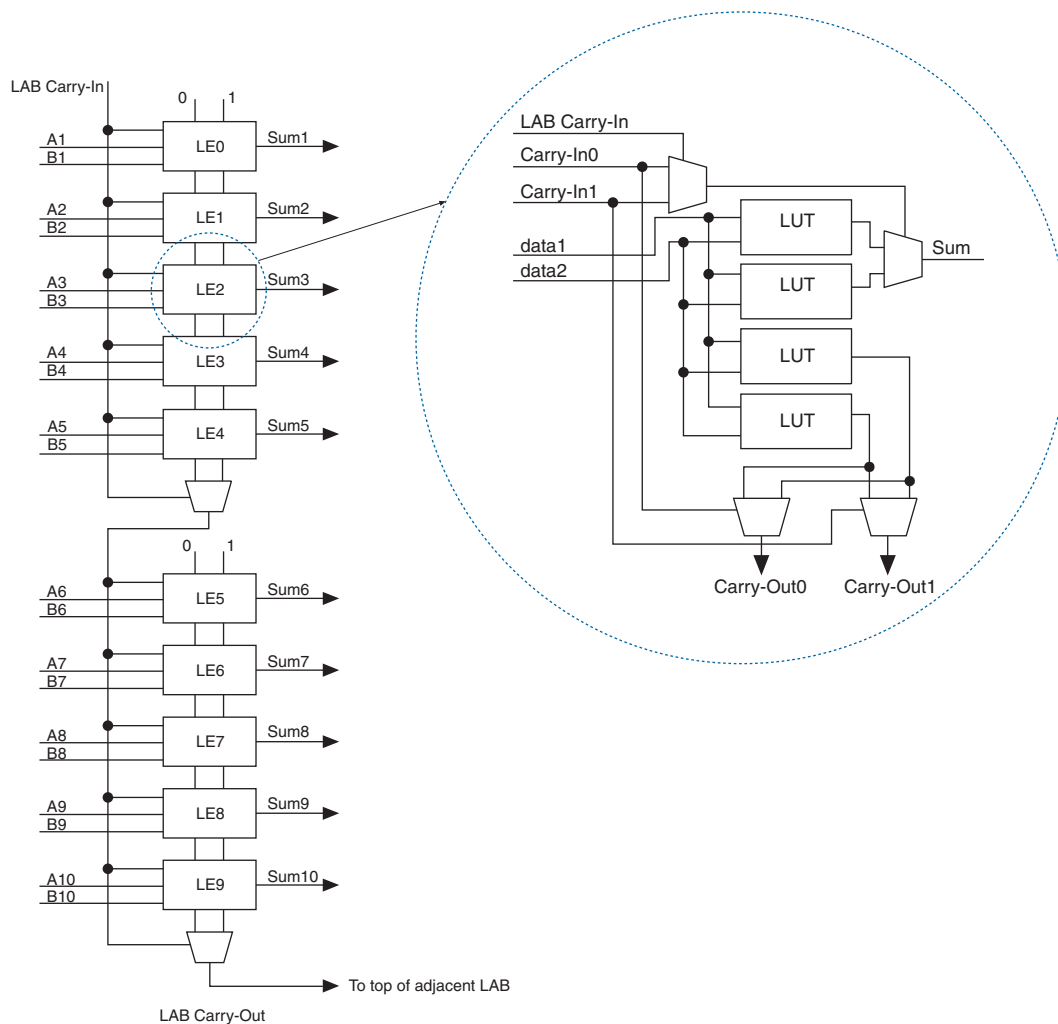 LAB Carry-In
0 1
A1
B1
LE0
Sum1
A2
B2
LE1
Sum2
A3
B3
LE2
Sum3
A4
B4
LE3
Sum4
A5
B5
LE4
Sum5
0 1
A6
B6
LE5
Sum6
A7
B7
LE6
Sum7
A8
B8
LE7
Sum8
A9
B9
LE8
Sum9
A10
B10
LE9
Sum10
To top of adjacent LAB
LAB Carry-Out
LAB Carry-In
Carry-In0
Carry-In1
data1
data2
LUT
LUT
LUT
LUT
Sum
Carry-Out0
Carry-Out1